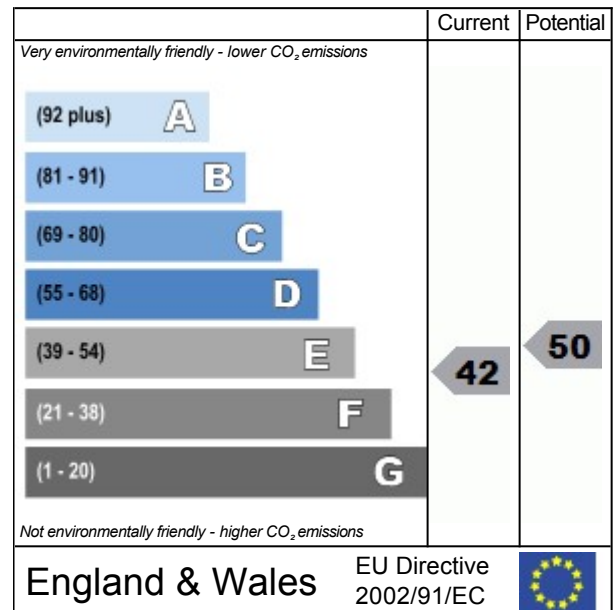 Current Potential
Very environmentally friendly - lower CO₂ emissions
(92 plus) A
(81 - 91) B
(69 - 80) C
(55 - 68) D
(39 - 54) E
42
50
(21 - 38) F
(1 - 20) G
Not environmentally friendly - higher CO₂ emissions
England & Wales
EU Directive
2002/91/EC